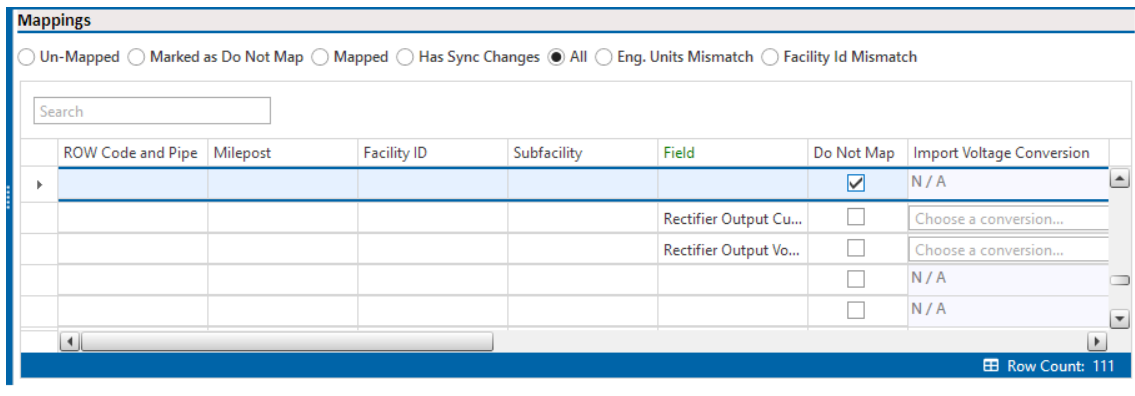 Mappings
Un-Mapped Marked as Do Not Map Mapped Has Sync Changes All Eng. Units Mismatch Facility Id Mismatch
Search
ROW Code and Pipe Milepost Facility ID Subfacility Field Do Not Map Import Voltage Conversion
N / A
Rectifier Output Cu... Choose a conversion...
Rectifier Output Vo... Choose a conversion...
N / A
N / A
Row Count: 111